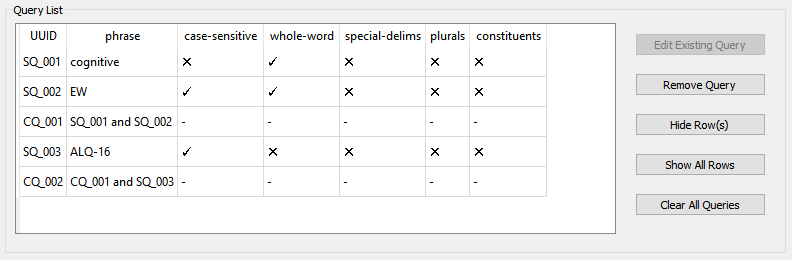 Query List
UUID phrase case-sensitive whole-word special-delims plurals constituents
SQ_001 cognitive ✕ ✓ ✕ ✕ ✕
SQ_002 EW ✓ ✓ ✕ ✕ ✕
CQ_001 SQ_001 and SQ_002 - - - - -
SQ_003 ALQ-16 ✓ ✕ ✕ ✕ ✕
CQ_002 CQ_001 and SQ_003 - - - - -
Edit Existing Query
Remove Query
Hide Row(s)
Show All Rows
Clear All Queries